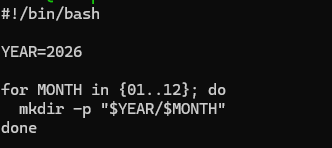 #!/bin/bash
YEAR=2026
for MONTH in {01..12}; do
  mkdir -p "$YEAR/$MONTH"
done